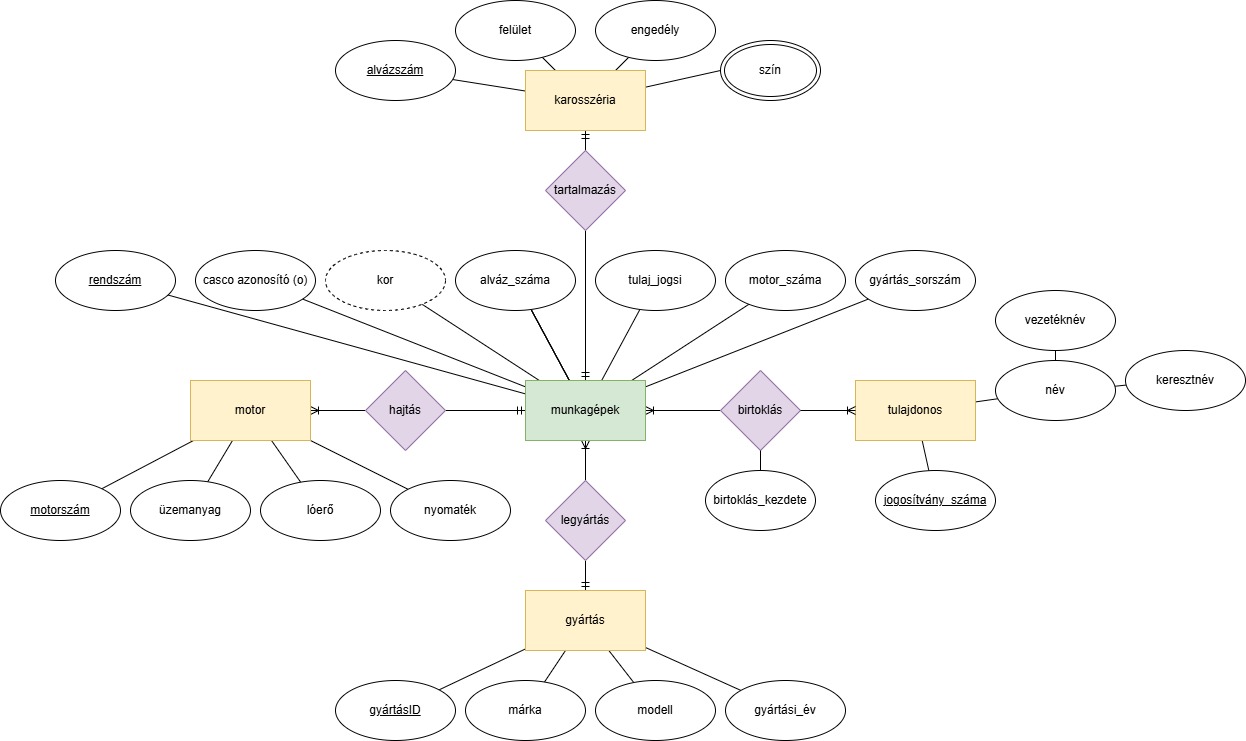 felület
engedély
alvázszám
szín
karosszéria
tartalmazás
rendszám
casco azonosító (o)
kor
alváz_száma
tulaj_jogsi
motor_száma
gyártás_sorszám
vezetéknév
keresztnév
név
motor
hajtás
munkagépek
birtoklás
tulajdonos
motorszám
üzemanyag
lóerő
nyomaték
birtoklás_kezdete
jogosítvány_száma
legyártás
gyártás
gyártásID
márka
modell
gyártási_év